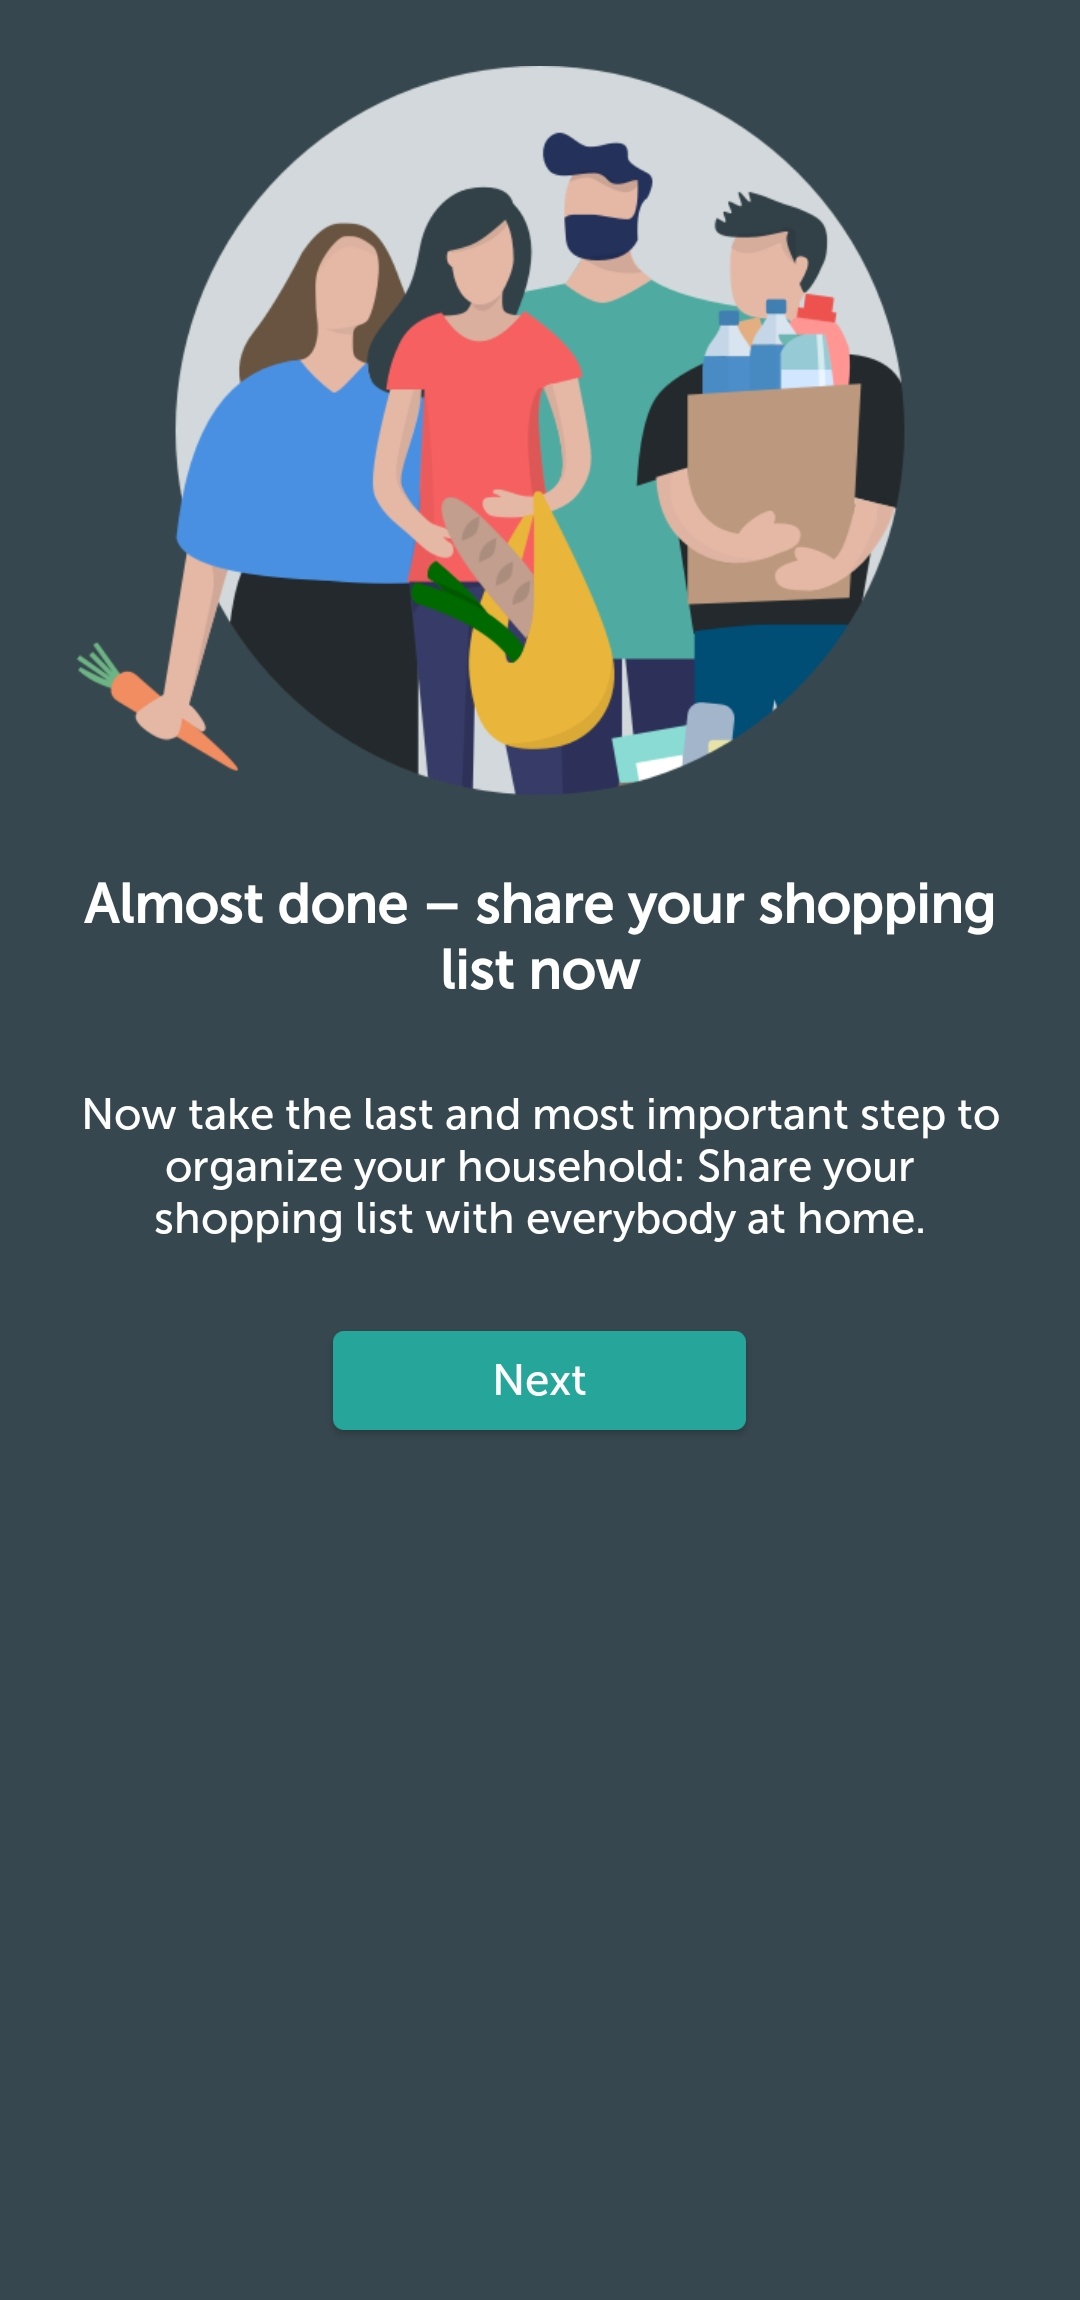 Almost done – share your shopping
list now
Now take the last and most important step to
organize your household: Share your
shopping list with everybody at home.
Next